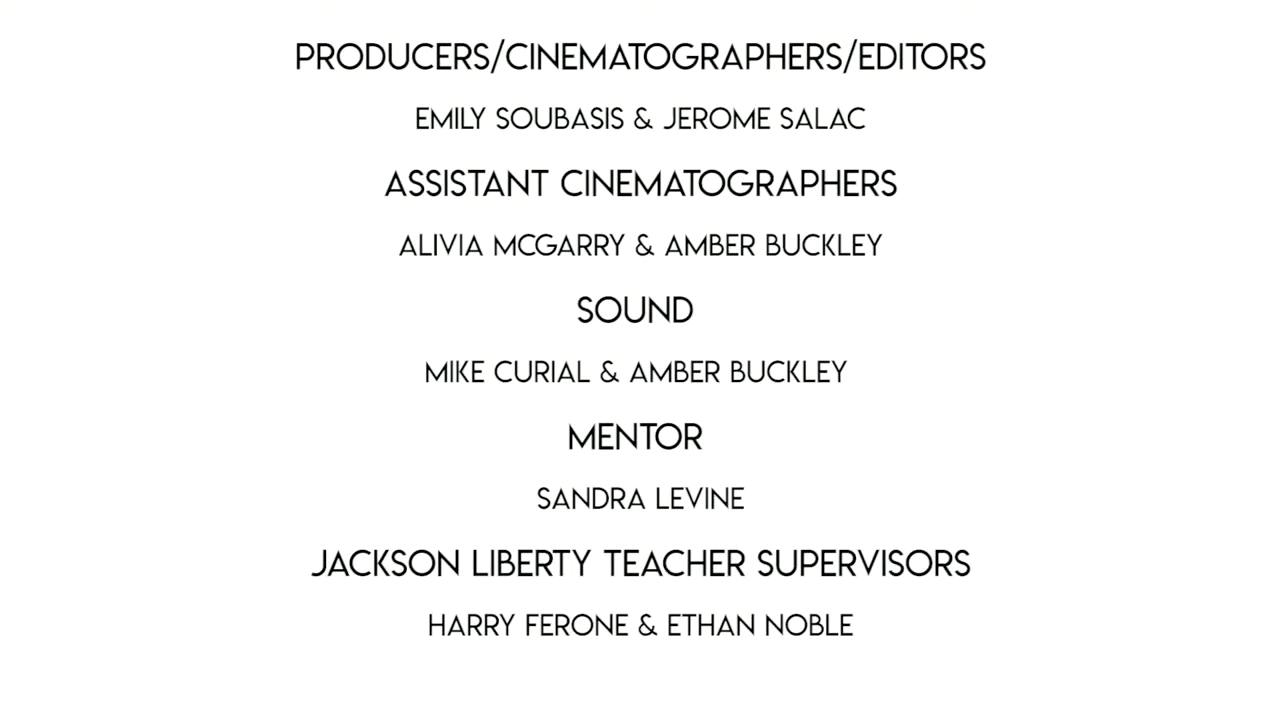 PRODUCERS/CINEMATOGRAPHERS/EDITORS
EMILY SOUBASIS & JEROME SALAC
ASSISTANT CINEMATOGRAPHERS
ALIVIA MCGARRY & AMBER BUCKLEY
SOUND
MIKE CURIAL & AMBER BUCKLEY
MENTOR
SANDRA LEVINE
JACKSON LIBERTY TEACHER SUPERVISORS
HARRY FERONE & ETHAN NOBLE